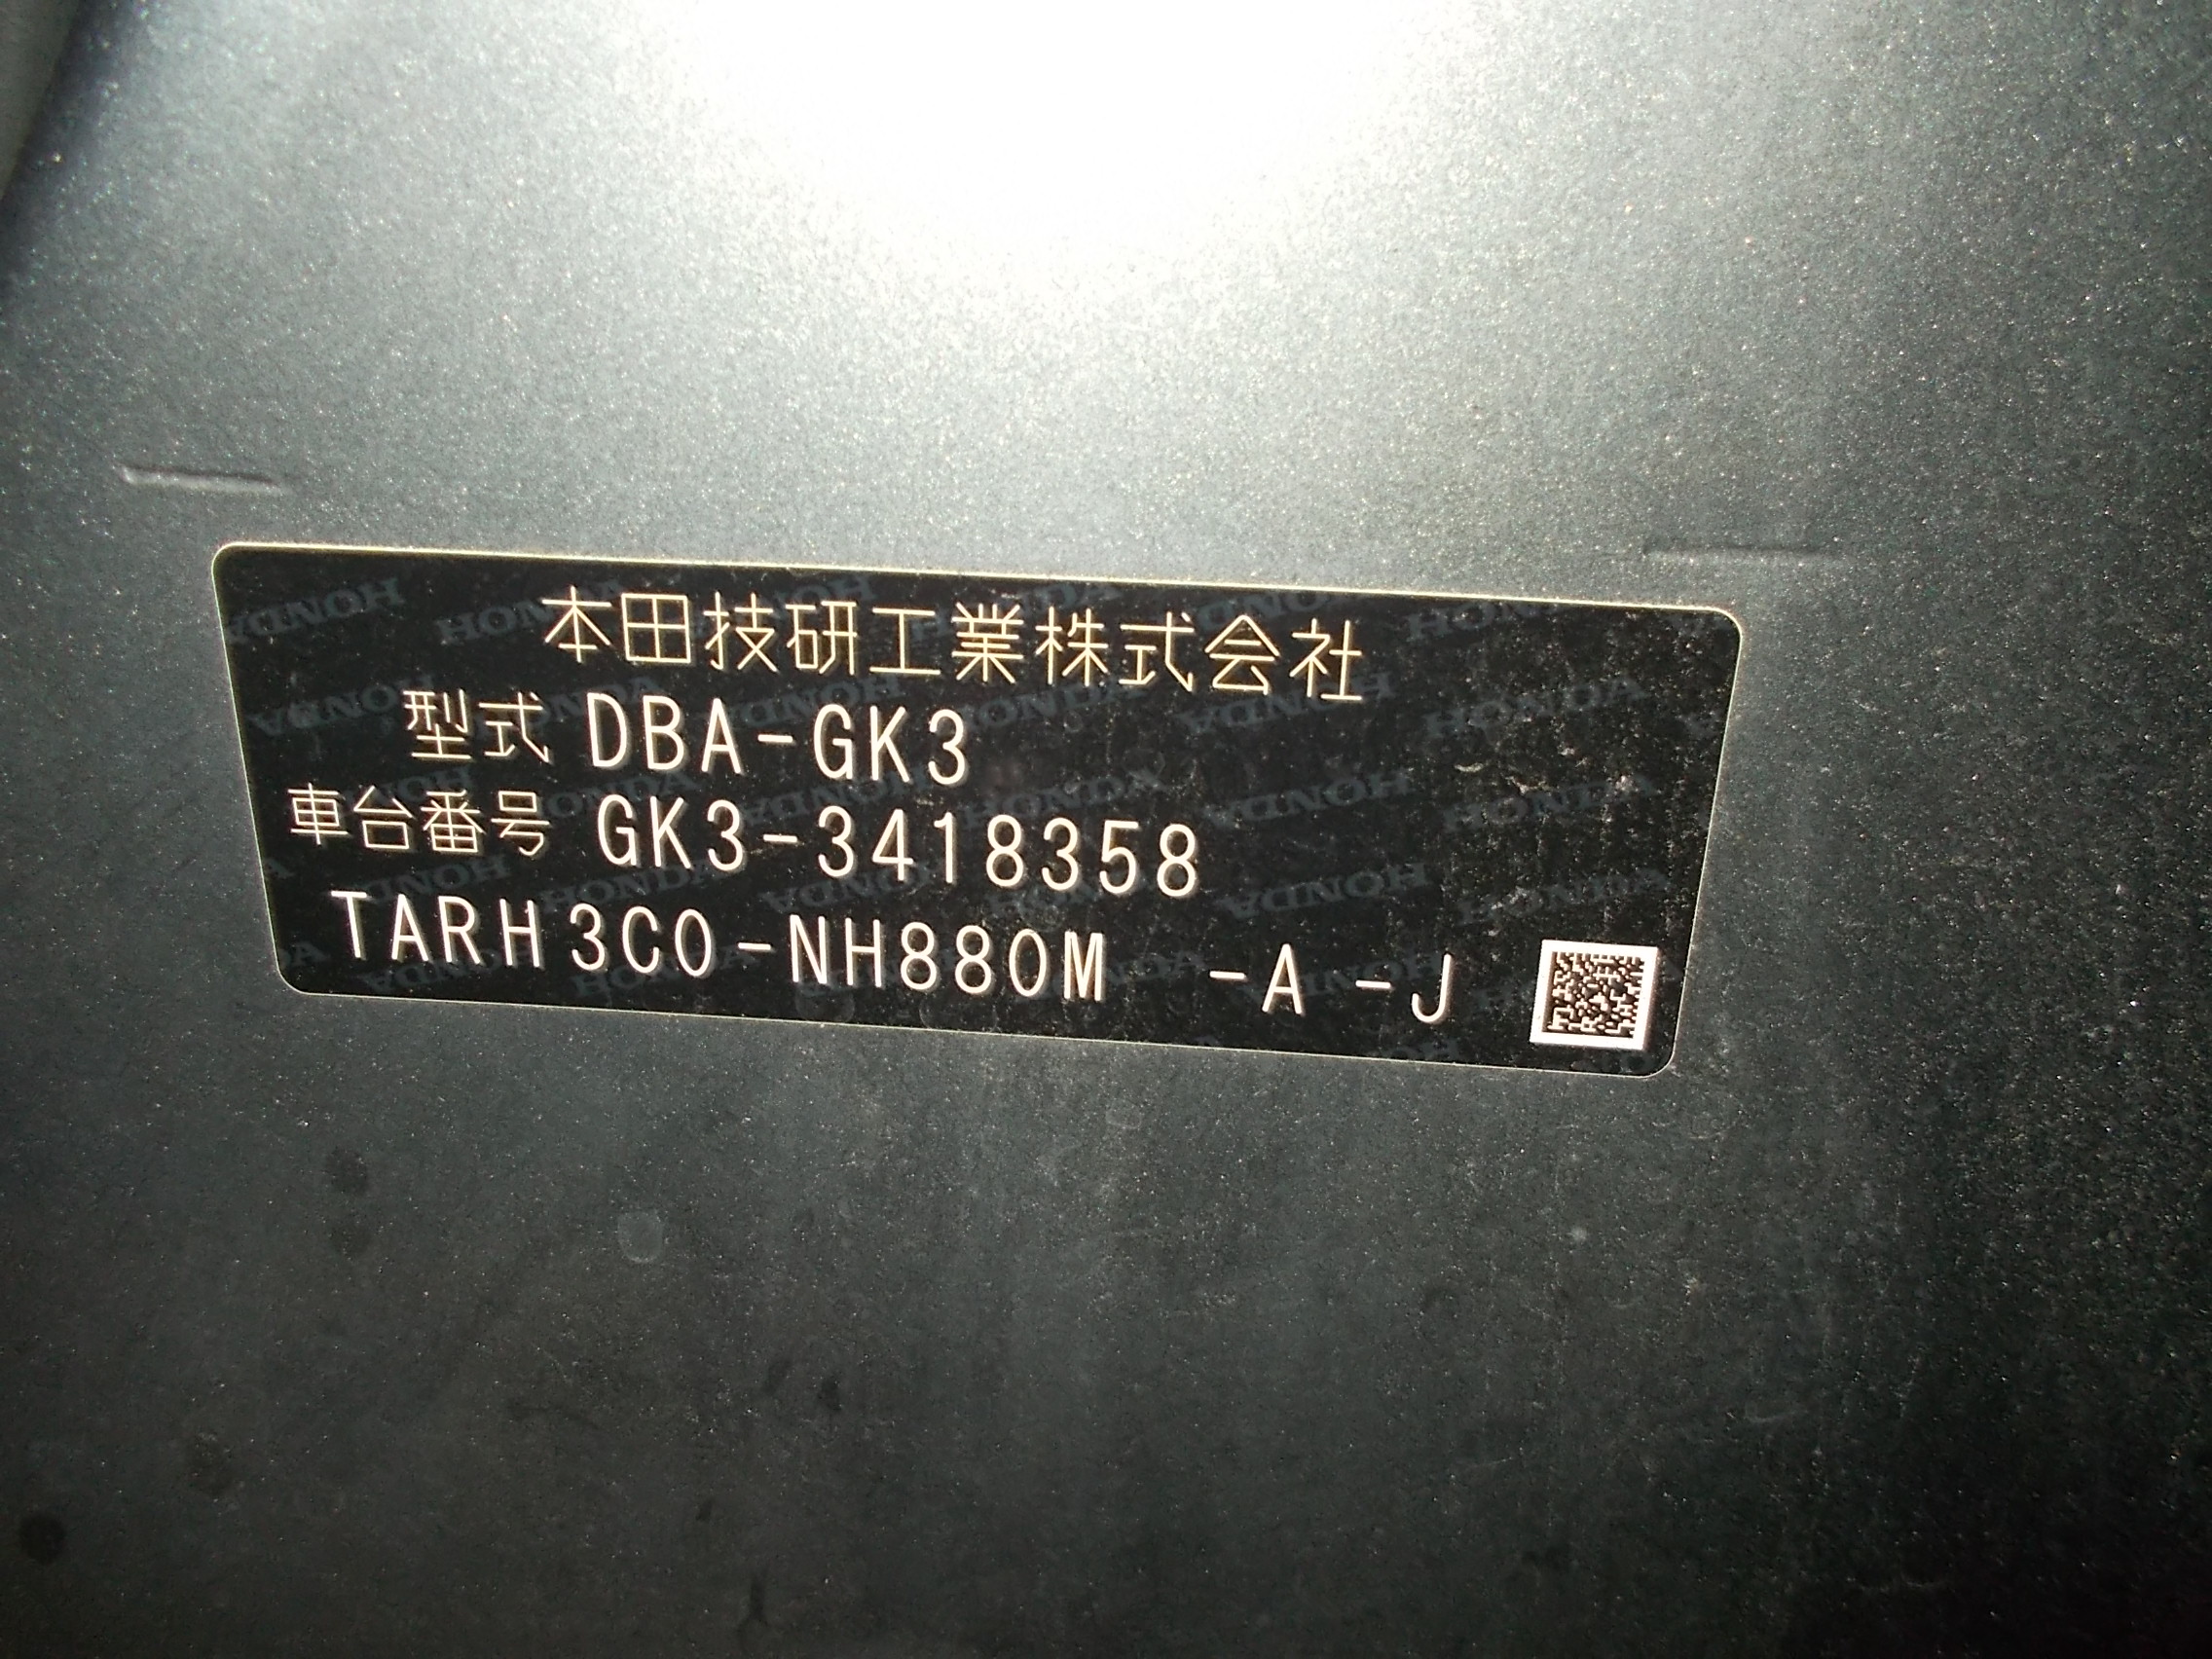 本田技研工業株式会社
型式 DBA-GK3
車台番号 GK3-3418358
TARH3C0-NH880M -A -J